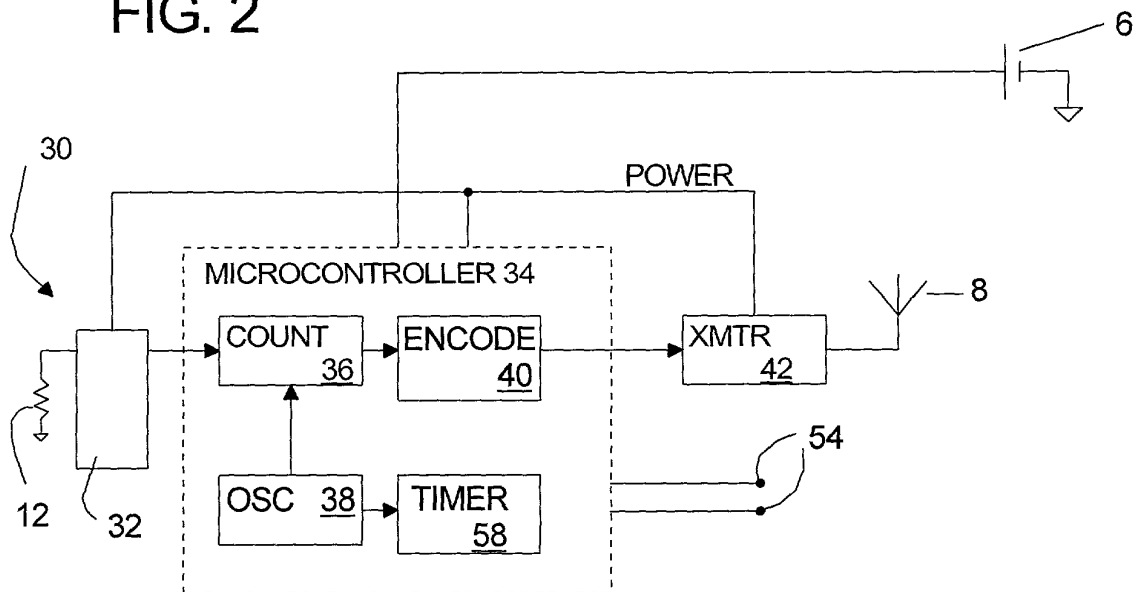 FIG. 2
6
30
POWER
MICROCONTROLLER 34
8
COUNT
36
ENCODE
40
XMTR
42
54
OSC 38
TIMER
58
12
32